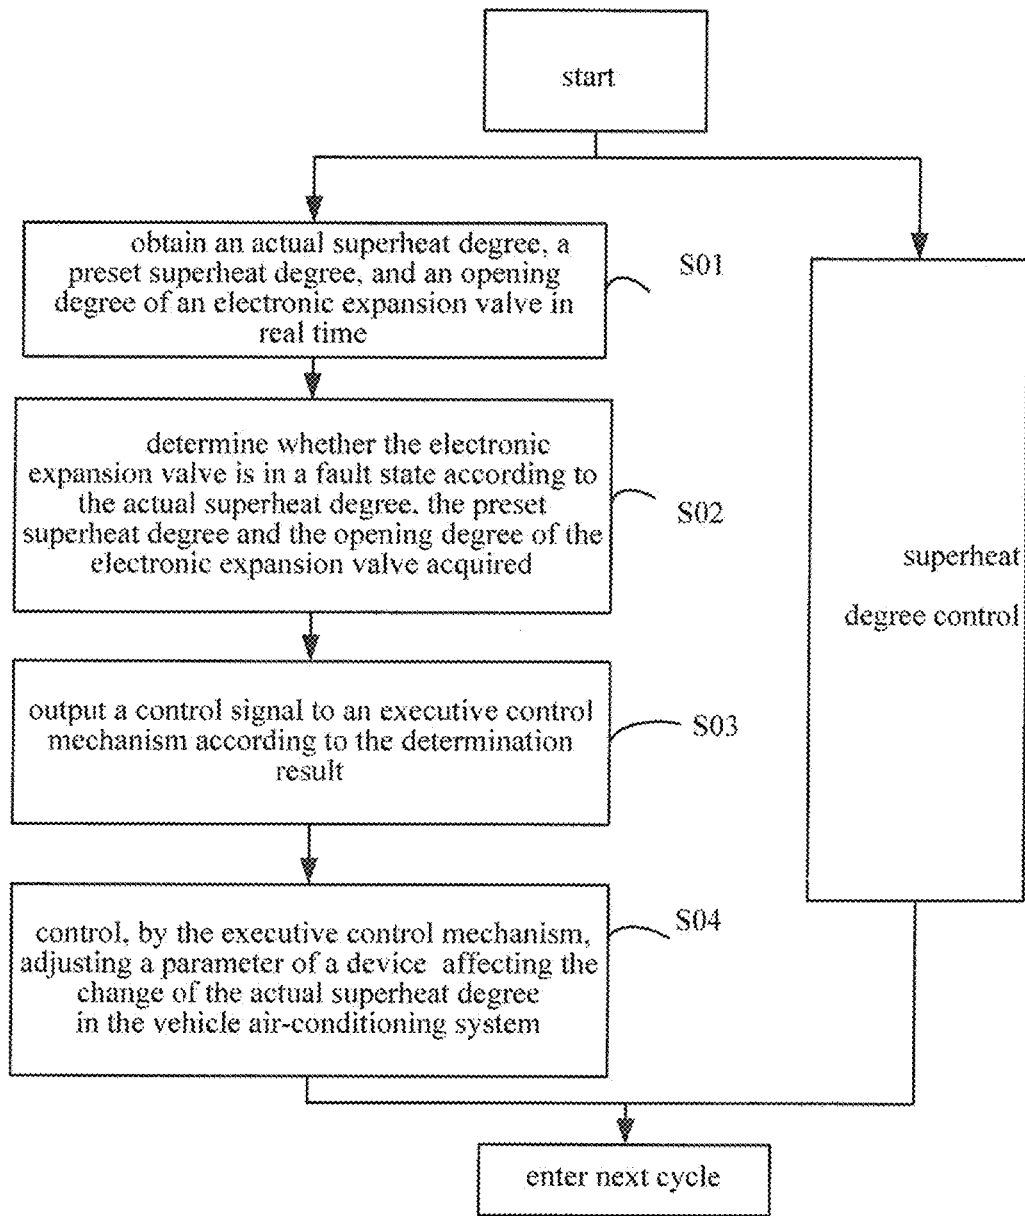 start
obtain an actual superheat degree, a
preset superheat degree, and an opening
degree of an electronic expansion valve in
real time
S01
determine whether the electronic
expansion valve is in a fault state according to
the actual superheat degree, the preset
superheat degree and the opening degree of the
electronic expansion valve acquired
S02
output a control signal to an executive control
mechanism according to the determination
result
S03
control, by the executive control mechanism,
adjusting a parameter of a device affecting the
change of the actual superheat degree
in the vehicle air-conditioning system
S04
superheat
degree control
enter next cycle